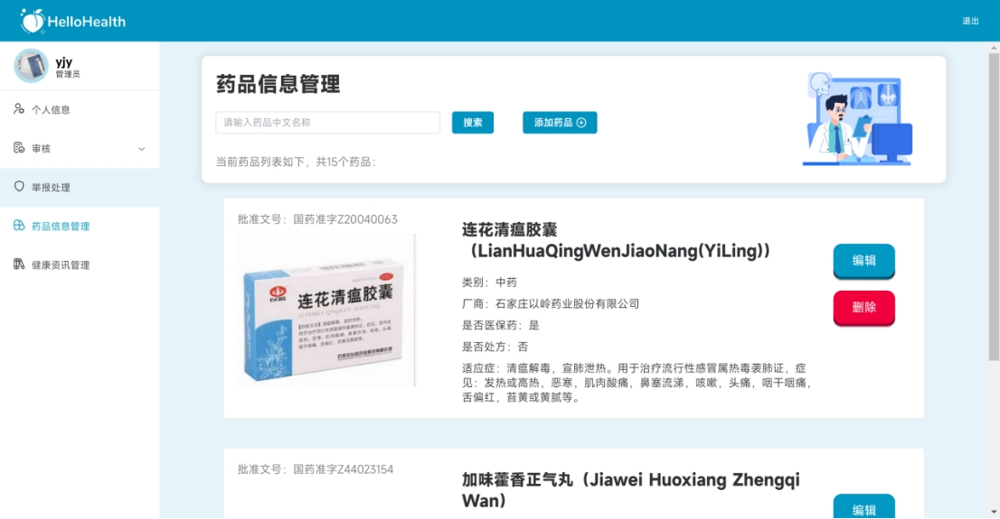 HelloHealth
退出
yjy
管理员
个人信息
审核
举报处理
药品信息管理
健康资讯管理
药品信息管理
请输入药品中文名称
搜索
添加药品
当前药品列表如下，共15个药品：
批准文号：国药准字Z20040063
连花清瘟胶囊
连花清瘟胶囊
（LianHuaQingWenJiaoNang(YiLing)）
类别：中药
厂商：石家庄以岭药业股份有限公司
是否医保药：是
是否处方：否
适应症：清瘟解毒，宣肺泄热。用于治疗流行性感冒属热毒袭肺证，症
见：发热或高热，恶寒，肌肉酸痛，鼻塞流涕，咳嗽，头痛，咽干咽痛，
舌偏红，苔黄或黄腻等。
编辑
删除
批准文号：国药准字Z44023154
加味藿香正气丸（Jiawei Huoxiang Zhengqi
Wan）
编辑